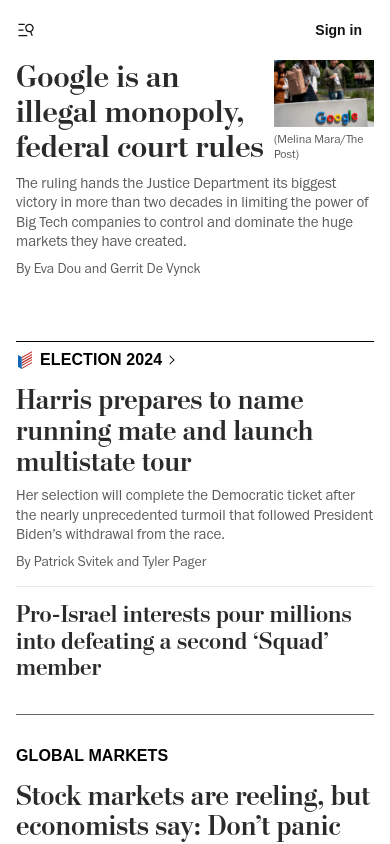 Sign in
Google is an
illegal monopoly,
federal court rules
Google
(Melina Mara/The
Post)
The ruling hands the Justice Department its biggest
victory in more than two decades in limiting the power of
Big Tech companies to control and dominate the huge
markets they have created.
By Eva Dou and Gerrit De Vynck
ELECTION 2024
Harris prepares to name
running mate and launch
multistate tour
Her selection will complete the Democratic ticket after
the nearly unprecedented turmoil that followed President
Biden’s withdrawal from the race.
By Patrick Svitek and Tyler Pager
Pro-Israel interests pour millions
into defeating a second ‘Squad’
member
GLOBAL MARKETS
Stock markets are reeling, but
economists say: Don’t panic